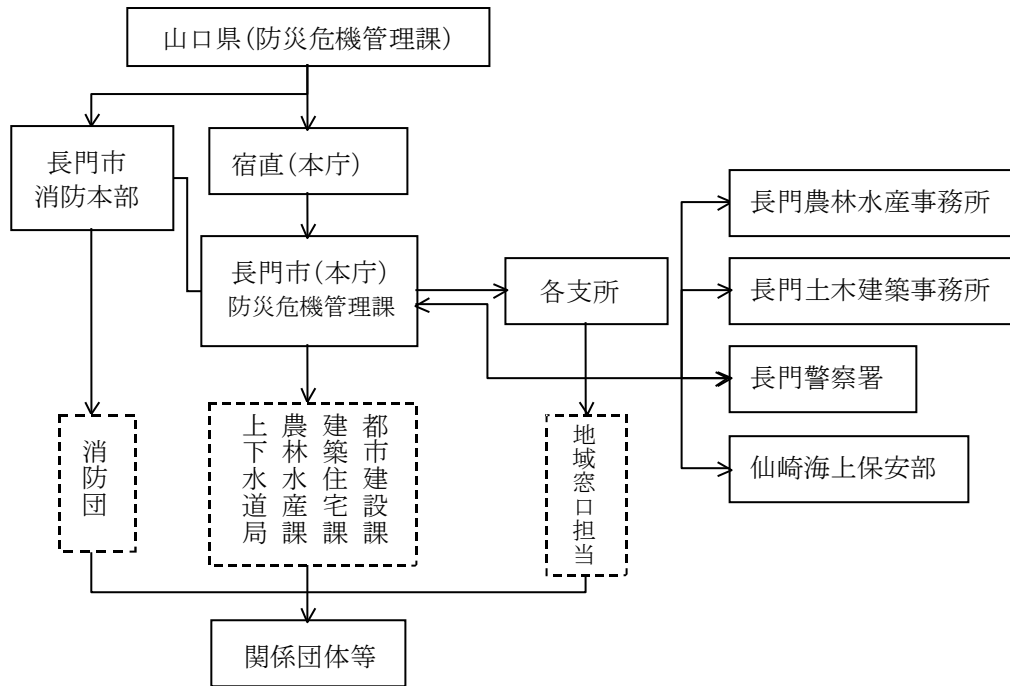 山口県(防災危機管理課)
長門市
消防本部
宿直(本庁)
長門市(本庁)
防災危機管理課
各支所
長門農林水産事務所
長門土木建築事務所
長門警察署
仙崎海上保安部
消防団
都市建設課
建築住宅課
農林水産課
上下水道局
地域窓口担当
関係団体等